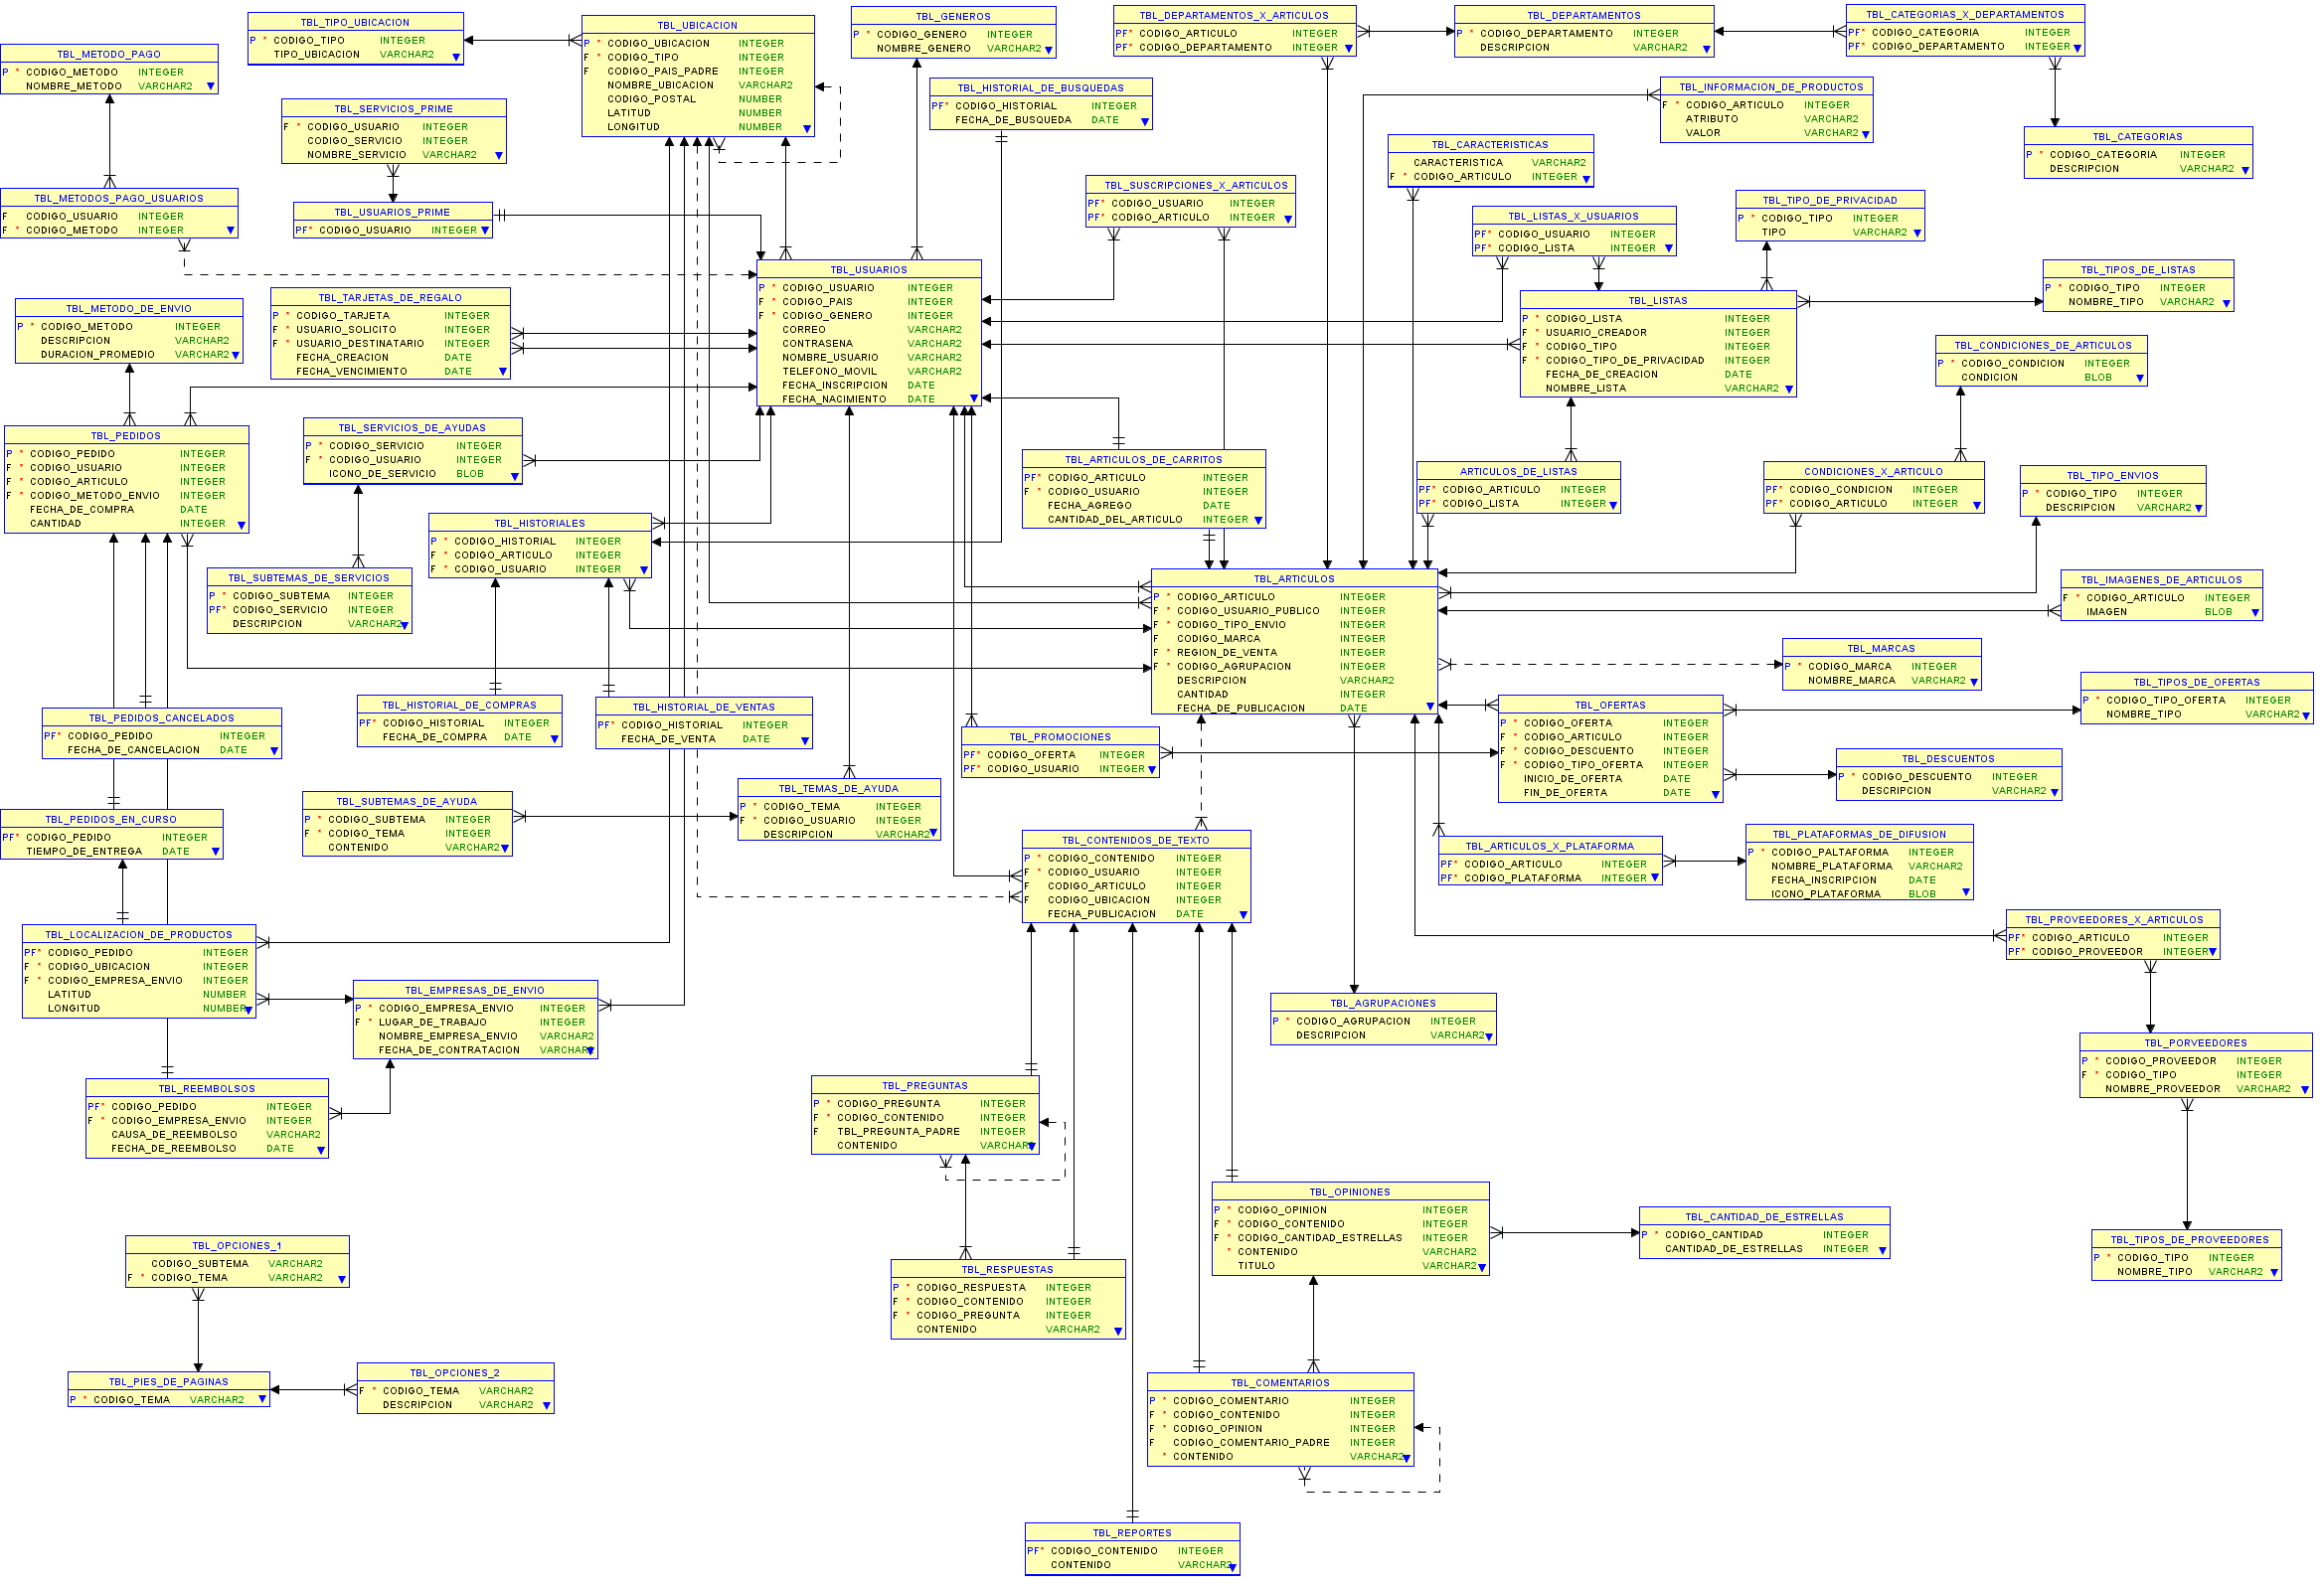 TBL_TIPO_UBICACION
P * CODIGO_TIPO INTEGER
TIPO_UBICACION VARCHAR2
TBL_UBICACION
P * CODIGO_UBICACION INTEGER
F * CODIGO_TIPO INTEGER
F CODIGO_PAIS_PADRE INTEGER
NOMBRE_UBICACION VARCHAR2
CODIGO_POSTAL NUMBER
LATITUD NUMBER
LONGITUD NUMBER
TBL_GENEROS
P * CODIGO_GENERO INTEGER
NOMBRE_GENERO VARCHAR2
TBL_DEPARTAMENTOS_X_ARTICULOS
PF* CODIGO_ARTICULO INTEGER
PF* CODIGO_DEPARTAMENTO INTEGER
TBL_DEPARTAMENTOS
P * CODIGO_DEPARTAMENTO INTEGER
DESCRIPCION VARCHAR2
TBL_CATEGORIAS_X_DEPARTAMENTOS
PF* CODIGO_CATEGORIA INTEGER
PF* CODIGO_DEPARTAMENTO INTEGER
TBL_METODO_PAGO
P * CODIGO_METODO INTEGER
NOMBRE_METODO VARCHAR2
TBL_SERVICIOS_PRIME
F * CODIGO_USUARIO INTEGER
CODIGO_SERVICIO INTEGER
NOMBRE_SERVICIO VARCHAR2
TBL_HISTORIAL_DE_BUSQUEDAS
PF* CODIGO_HISTORIAL INTEGER
FECHA_DE_BUSQUEDA DATE
TBL_INFORMACION_DE_PRODUCTOS
F * CODIGO_ARTICULO INTEGER
ATRIBUTO VARCHAR2
VALOR VARCHAR2
TBL_CARACTERISTICAS
CARACTERISTICA VARCHAR2
F * CODIGO_ARTICULO INTEGER
TBL_CATEGORIAS
P * CODIGO_CATEGORIA INTEGER
DESCRIPCION VARCHAR2
TBL_METODOS_PAGO_USUARIOS
F CODIGO_USUARIO INTEGER
F * CODIGO_METODO INTEGER
TBL_USUARIOS_PRIME
PF* CODIGO_USUARIO INTEGER
TBL_SUSCRIPCIONES_X_ARTICULOS
PF* CODIGO_USUARIO INTEGER
PF* CODIGO_ARTICULO INTEGER
TBL_LISTAS_X_USUARIOS
PF* CODIGO_USUARIO INTEGER
PF* CODIGO_LISTA INTEGER
TBL_TIPO_DE_PRIVACIDAD
P * CODIGO_TIPO INTEGER
TIPO VARCHAR2
TBL_USUARIOS
P * CODIGO_USUARIO INTEGER
F * CODIGO_PAIS INTEGER
F * CODIGO_GENERO INTEGER
CORREO VARCHAR2
CONTRASENA VARCHAR2
NOMBRE_USUARIO VARCHAR2
TELEFONO_MOVIL VARCHAR2
FECHA_INSCRIPCION DATE
FECHA_NACIMIENTO DATE
TBL_TIPOS_DE_LISTAS
P * CODIGO_TIPO INTEGER
NOMBRE_TIPO VARCHAR2
TBL_METODO_DE_ENVIO
P * CODIGO_METODO INTEGER
DESCRIPCION VARCHAR2
DURACION_PROMEDIO VARCHAR2
TBL_TARJETAS_DE_REGALO
P * CODIGO_TARJETA INTEGER
F * USUARIO_SOLICITO INTEGER
F * USUARIO_DESTINATARIO INTEGER
FECHA_CREACION DATE
FECHA_VENCIMIENTO DATE
TBL_LISTAS
P * CODIGO_LISTA INTEGER
F * USUARIO_CREADOR INTEGER
F * CODIGO_TIPO INTEGER
F * CODIGO_TIPO_DE_PRIVACIDAD INTEGER
FECHA_DE_CREACION DATE
NOMBRE_LISTA VARCHAR2
TBL_CONDICIONES_DE_ARTICULOS
P * CODIGO_CONDICION INTEGER
CONDICION BLOB
TBL_PEDIDOS
P * CODIGO_PEDIDO INTEGER
F * CODIGO_USUARIO INTEGER
F * CODIGO_ARTICULO INTEGER
F * CODIGO_METODO_ENVIO INTEGER
FECHA_DE_COMPRA DATE
CANTIDAD INTEGER
TBL_SERVICIOS_DE_AYUDAS
P * CODIGO_SERVICIO INTEGER
F * CODIGO_USUARIO INTEGER
ICONO_DE_SERVICIO BLOB
TBL_ARTICULOS_DE_CARRITOS
PF* CODIGO_ARTICULO INTEGER
F * CODIGO_USUARIO INTEGER
FECHA_AGREGO DATE
CANTIDAD_DEL_ARTICULO INTEGER
ARTICULOS_DE_LISTAS
PF* CODIGO_ARTICULO INTEGER
PF* CODIGO_LISTA INTEGER
CONDICIONES_X_ARTICULO
PF* CODIGO_CONDICION INTEGER
PF* CODIGO_ARTICULO INTEGER
TBL_TIPO_ENVIOS
P * CODIGO_TIPO INTEGER
DESCRIPCION VARCHAR2
TBL_HISTORIALES
P * CODIGO_HISTORIAL INTEGER
F * CODIGO_ARTICULO INTEGER
F * CODIGO_USUARIO INTEGER
TBL_SUBTEMAS_DE_SERVICIOS
P * CODIGO_SUBTEMA INTEGER
PF* CODIGO_SERVICIO INTEGER
DESCRIPCION VARCHAR2
TBL_ARTICULOS
P * CODIGO_ARTICULO INTEGER
F * CODIGO_USUARIO_PUBLICO INTEGER
F * CODIGO_TIPO_ENVIO INTEGER
F CODIGO_MARCA INTEGER
F * REGION_DE_VENTA INTEGER
F * CODIGO_AGRUPACION INTEGER
DESCRIPCION VARCHAR2
CANTIDAD INTEGER
FECHA_DE_PUBLICACION DATE
TBL_IMAGENES_DE_ARTICULOS
F * CODIGO_ARTICULO INTEGER
IMAGEN BLOB
TBL_MARCAS
P * CODIGO_MARCA INTEGER
NOMBRE_MARCA VARCHAR2
TBL_TIPOS_DE_OFERTAS
P * CODIGO_TIPO_OFERTA INTEGER
NOMBRE_TIPO VARCHAR2
TBL_PEDIDOS_CANCELADOS
PF* CODIGO_PEDIDO INTEGER
FECHA_DE_CANCELACION DATE
TBL_HISTORIAL_DE_COMPRAS
PF* CODIGO_HISTORIAL INTEGER
FECHA_DE_COMPRA DATE
TBL_HISTORIAL_DE_VENTAS
PF* CODIGO_HISTORIAL INTEGER
FECHA_DE_VENTA DATE
TBL_PROMOCIONES
PF* CODIGO_OFERTA INTEGER
PF* CODIGO_USUARIO INTEGER
TBL_OFERTAS
P * CODIGO_OFERTA INTEGER
F * CODIGO_ARTICULO INTEGER
F * CODIGO_DESCUENTO INTEGER
F * CODIGO_TIPO_OFERTA INTEGER
INICIO_DE_OFERTA DATE
FIN_DE_OFERTA DATE
TBL_DESCUENTOS
P * CODIGO_DESCUENTO INTEGER
DESCRIPCION VARCHAR2
TBL_PEDIDOS_EN_CURSO
PF* CODIGO_PEDIDO INTEGER
TIEMPO_DE_ENTREGA DATE
TBL_SUBTEMAS_DE_AYUDA
P * CODIGO_SUBTEMA INTEGER
F * CODIGO_TEMA INTEGER
CONTENIDO VARCHAR2
TBL_TEMAS_DE_AYUDA
P * CODIGO_TEMA INTEGER
F * CODIGO_USUARIO INTEGER
DESCRIPCION VARCHAR2
TBL_CONTENIDOS_DE_TEXTO
P * CODIGO_CONTENIDO INTEGER
F * CODIGO_USUARIO INTEGER
F CODIGO_ARTICULO INTEGER
F CODIGO_UBICACION INTEGER
FECHA_PUBLICACION DATE
TBL_ARTICULOS_X_PLATAFORMA
PF* CODIGO_ARTICULO INTEGER
PF* CODIGO_PLATAFORMA INTEGER
TBL_PLATAFORMAS_DE_DIFUSION
P * CODIGO_PALTAFORMA INTEGER
NOMBRE_PLATAFORMA VARCHAR2
FECHA_INSCRIPCION DATE
ICONO_PLATAFORMA BLOB
TBL_PROVEEDORES_X_ARTICULOS
PF* CODIGO_ARTICULO INTEGER
PF* CODIGO_PROVEEDOR INTEGER
TBL_LOCALIZACION_DE_PRODUCTOS
PF* CODIGO_PEDIDO INTEGER
F * CODIGO_UBICACION INTEGER
F * CODIGO_EMPRESA_ENVIO INTEGER
LATITUD NUMBER
LONGITUD NUMBER
TBL_EMPRESAS_DE_ENVIO
P * CODIGO_EMPRESA_ENVIO INTEGER
F * LUGAR_DE_TRABAJO INTEGER
NOMBRE_EMPRESA_ENVIO VARCHAR2
FECHA_DE_CONTRATACION VARCHAR2
TBL_AGRUPACIONES
P * CODIGO_AGRUPACION INTEGER
DESCRIPCION VARCHAR2
TBL_PORVEEDORES
P * CODIGO_PROVEEDOR INTEGER
F * CODIGO_TIPO INTEGER
NOMBRE_PROVEEDOR VARCHAR2
TBL_REEMBOLSOS
PF* CODIGO_PEDIDO INTEGER
F * CODIGO_EMPRESA_ENVIO INTEGER
CAUSA_DE_REEMBOLSO VARCHAR2
FECHA_DE_REEMBOLSO DATE
TBL_PREGUNTAS
P * CODIGO_PREGUNTA INTEGER
F * CODIGO_CONTENIDO INTEGER
F TBL_PREGUNTA_PADRE INTEGER
CONTENIDO VARCHAR2
TBL_OPINIONES
P * CODIGO_OPINION INTEGER
F * CODIGO_CONTENIDO INTEGER
F * CODIGO_CANTIDAD_ESTRELLAS INTEGER
* CONTENIDO VARCHAR2
TITULO VARCHAR2
TBL_CANTIDAD_DE_ESTRELLAS
P * CODIGO_CANTIDAD INTEGER
CANTIDAD_DE_ESTRELLAS INTEGER
TBL_TIPOS_DE_PROVEEDORES
P * CODIGO_TIPO INTEGER
NOMBRE_TIPO VARCHAR2
TBL_OPCIONES_1
CODIGO_SUBTEMA VARCHAR2
F * CODIGO_TEMA VARCHAR2
TBL_RESPUESTAS
P * CODIGO_RESPUESTA INTEGER
F * CODIGO_CONTENIDO INTEGER
F * CODIGO_PREGUNTA INTEGER
CONTENIDO VARCHAR2
TBL_PIES_DE_PAGINAS
P * CODIGO_TEMA VARCHAR2
TBL_OPCIONES_2
F * CODIGO_TEMA VARCHAR2
DESCRIPCION VARCHAR2
TBL_COMENTARIOS
P * CODIGO_COMENTARIO INTEGER
F * CODIGO_CONTENIDO INTEGER
F * CODIGO_OPINION INTEGER
F CODIGO_COMENTARIO_PADRE INTEGER
* CONTENIDO VARCHAR2
TBL_REPORTES
PF* CODIGO_CONTENIDO INTEGER
CONTENIDO VARCHAR2